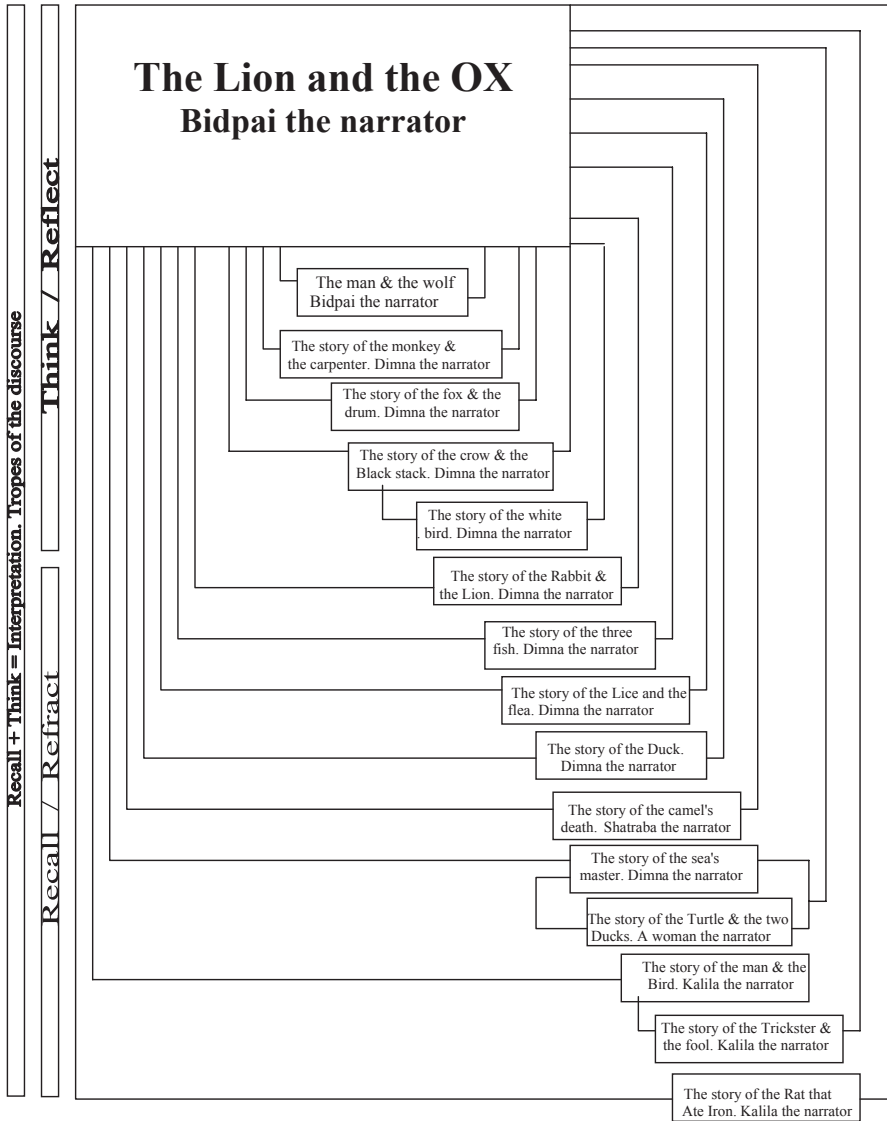 The Lion and the OX
Bidpai the narrator
Recall + Think = Interpretation. Tropes of the discourse
Think / Reflect
Recall / Refract
The man & the wolf
Bidpai the narrator
The story of the monkey &
the carpenter. Dimna the narrator
The story of the fox & the
drum. Dimna the narrator
The story of the crow & the
Black stack. Dimna the narrator
The story of the white
. bird. Dimna the narrator
The story of the Rabbit &
the Lion. Dimna the narrator
The story of the three
fish. Dimna the narrator
The story of the Lice and the
flea. Dimna the narrator
The story of the Duck.
Dimna the narrator
The story of the camel's
death. Shatraba the narrator
The story of the sea's
master. Dimna the narrator
The story of the Turtle & the two
Ducks. A woman the narrator
The story of the man & the
Bird. Kalila the narrator
The story of the Trickster &
the fool. Kalila the narrator
The story of the Rat that
Ate Iron. Kalila the narrator